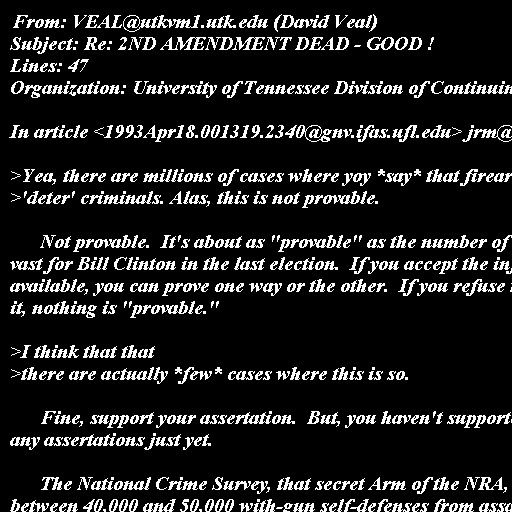 From: VEAL@utkvm1.utk.edu (David Veal)
Subject: Re: 2ND AMENDMENT DEAD - GOOD !
Lines: 47
Organization: University of Tennessee Division of
In article <1993Apr18.001319.2340@gnv.ifas.ufl.edu> jrm@
>Yea, there are millions of cases where yoy *say* that
>'deter' criminals. Alas, this is not provable.
Not provable.  It's about as "provable" as the number of
vast for Bill Clinton in the last election.  If you accept the
available, you can prove one way or the other.  If you refuse
it, nothing is "provable."
>I think that that
>there are actually *few* cases where this is so.
Fine, support your assertation.  But, you haven't
any assertations just yet.
The National Crime Survey, that secret Arm of the NRA,
between 40,000 and 50,000 with-gun self-defenses from